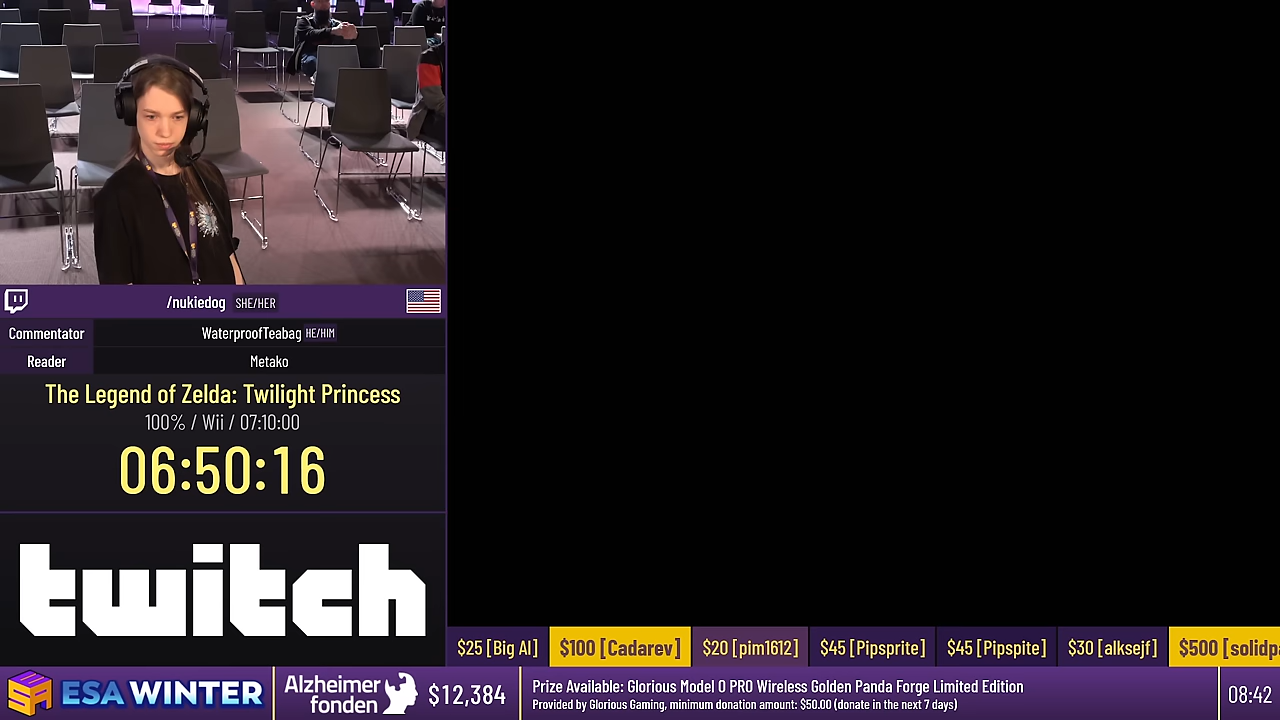 /nukiedog SHE/HER
Commentator WaterproofTeabag HE/HIM
Reader Metako
The Legend of Zelda: Twilight Princess
100% / Wii / 07:10:00
06:50:16
twitch
$25 [Big Al] $100 [Cadarev] $20 [pim1612] $45 [Pipsprite] $45 [Pipspite] $30 [alksejf] $500 [solidpa
ESA WINTER
Alzheimer
fonden
$12,384
Prize Available: Glorious Model O PRO Wireless Golden Panda Forge Limited Edition
Provided by Glorious Gaming, minimum donation amount: $50.00 (donate in the next 7 days)
08:42